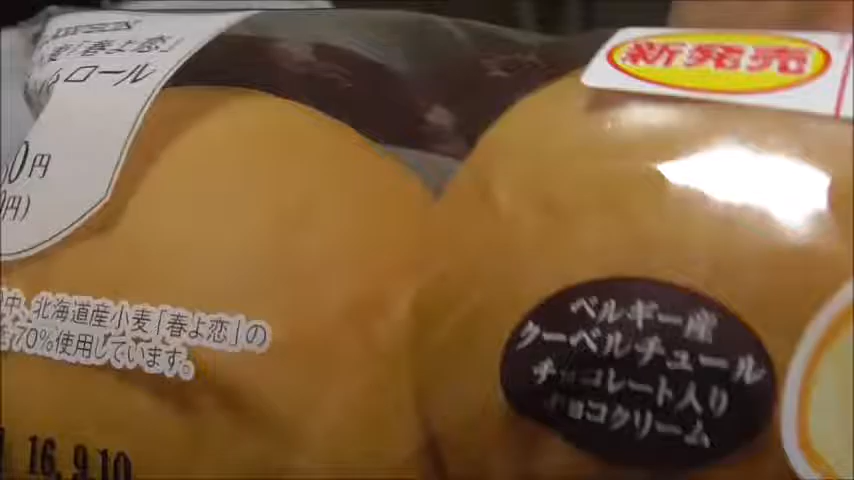 「春よ恋」
ロール
新発売
0円
円)
中、北海道産小麦「春よ恋」の
70%使用しています。
ベルギー産
クーベルチュール
チョコレート入り
チョコクリーム
16.9.10